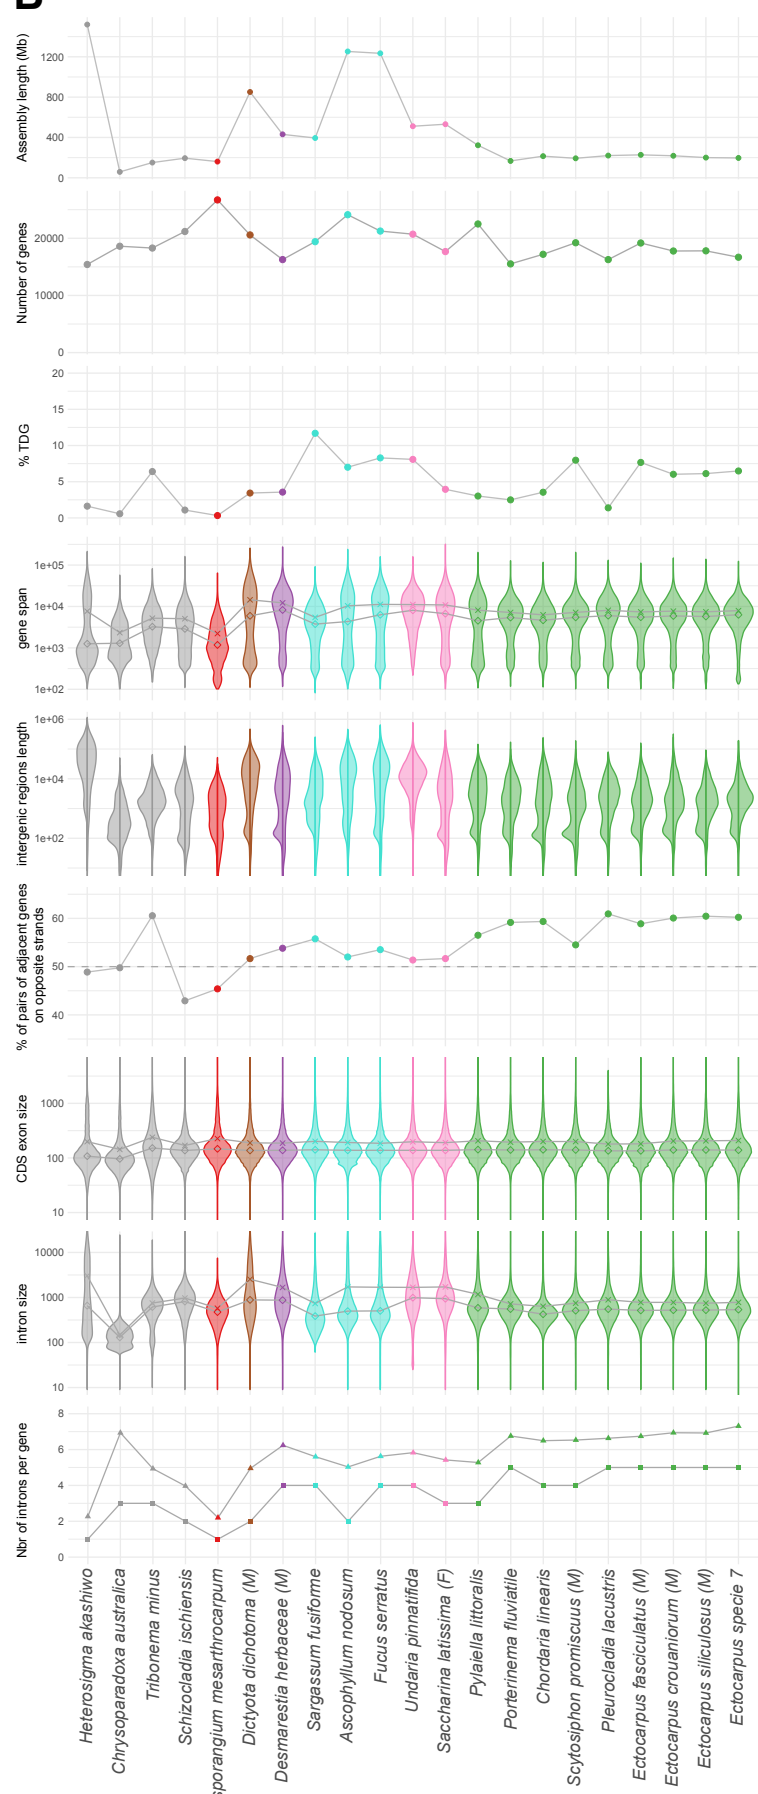 Assembly length (Mb)
1200
800
400
0
Number of genes
20000
10000
0
% TDG
20
15
10
5
0
gene span
1e+05
1e+04
1e+03
1e+02
intergenic regions length
1e+06
1e+04
1e+02
% of pairs of adjacent genes
on opposite strands
60
50
40
CDS exon size
1000
100
10
intron size
10000
1000
100
10
Nbr of introns per gene
8
6
4
2
0
Heterosigma akashiwo
Chrysoparadoxa australica
Tribonema minus
Schizocladia ischiensis
sporangium mesarthrocarpum
Dictyota dichotoma (M)
Desmarestia herbaceae (M)
Sargassum fusiforme
Ascophyllum nodosum
Fucus serratus
Undaria pinnatifida
Saccharina latissima (F)
Pylaiella littoralis
Porterinema fluviatile
Chordaria linearis
Scytosiphon promiscuus (M)
Pleurocladia lacustris
Ectocarpus fasciculatus (M)
Ectocarpus crouaniorum (M)
Ectocarpus siliculosus (M)
Ectocarpus specie 7